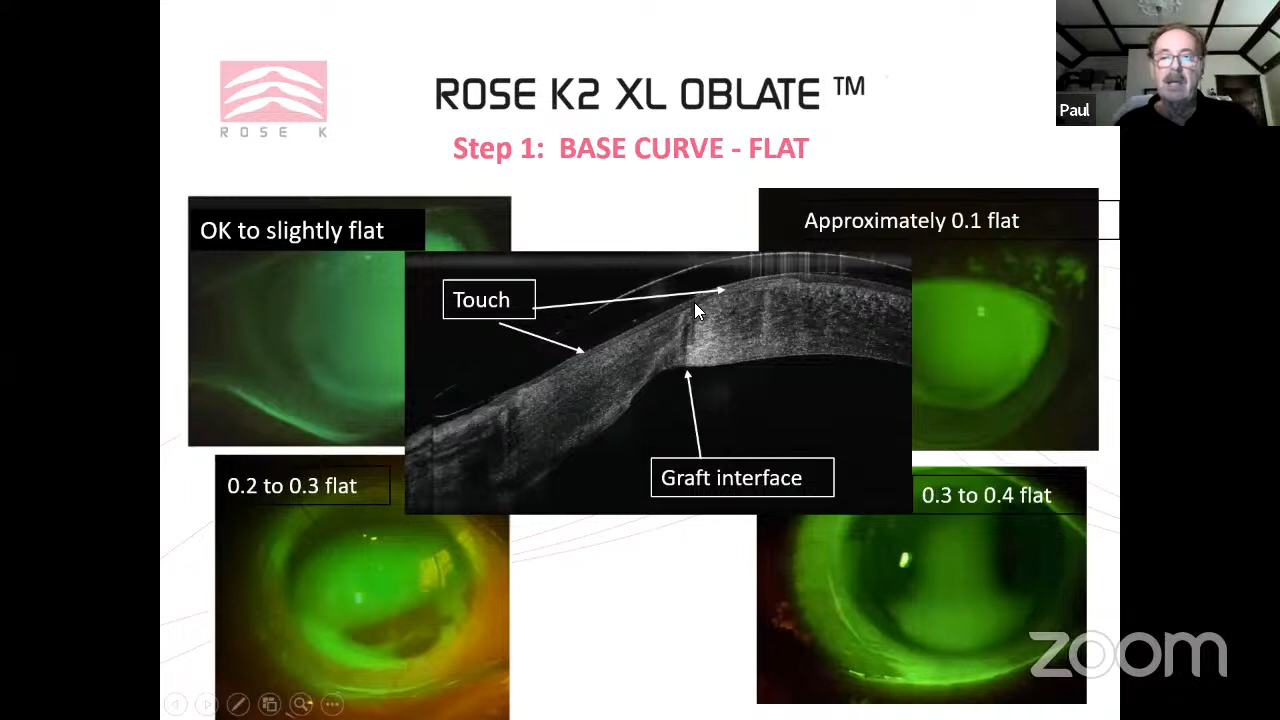 ROSE K2 XL OBLATE ™
ROSE K
Step 1: BASE CURVE - FLAT
Paul
OK to slightly flat
Approximately 0.1 flat
Touch
Graft interface
0.2 to 0.3 flat
0.3 to 0.4 flat
zoom